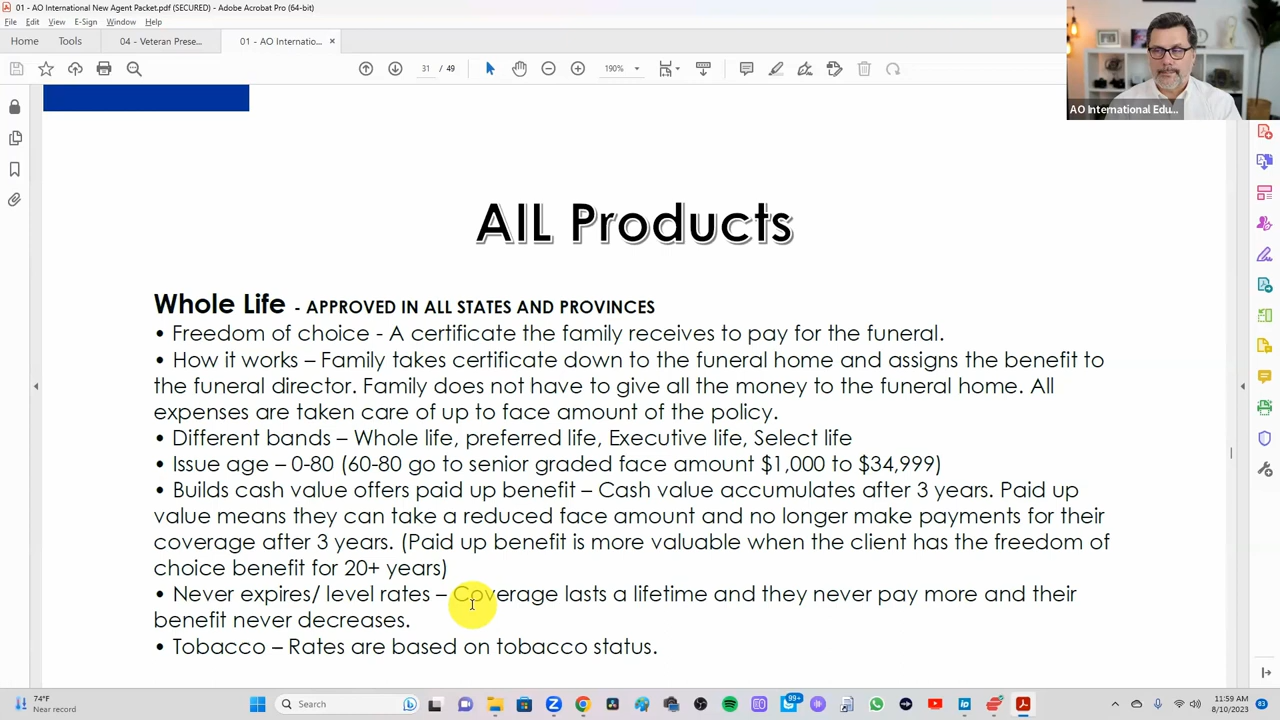 01 - AO International New Agent Packet.pdf (SECURED) - Adobe Acrobat Pro (64-bit)
File Edit View E-Sign Window Help
Home Tools 04 - Veteran Prese... 01 - AO Internatio... ×
31 / 49 190%
AO International Edu...
AIL Products
Whole Life - APPROVED IN ALL STATES AND PROVINCES
• Freedom of choice - A certificate the family receives to pay for the funeral.
• How it works – Family takes certificate down to the funeral home and assigns the benefit to
the funeral director. Family does not have to give all the money to the funeral home. All
expenses are taken care of up to face amount of the policy.
• Different bands – Whole life, preferred life, Executive life, Select life
• Issue age – 0-80 (60-80 go to senior graded face amount $1,000 to $34,999)
• Builds cash value offers paid up benefit – Cash value accumulates after 3 years. Paid up
value means they can take a reduced face amount and no longer make payments for their
coverage after 3 years. (Paid up benefit is more valuable when the client has the freedom of
choice benefit for 20+ years)
• Never expires/ level rates – Coverage lasts a lifetime and they never pay more and their
benefit never decreases.
• Tobacco – Rates are based on tobacco status.
74°F
Near record
Search
99+
11:59 AM
8/10/2023
83